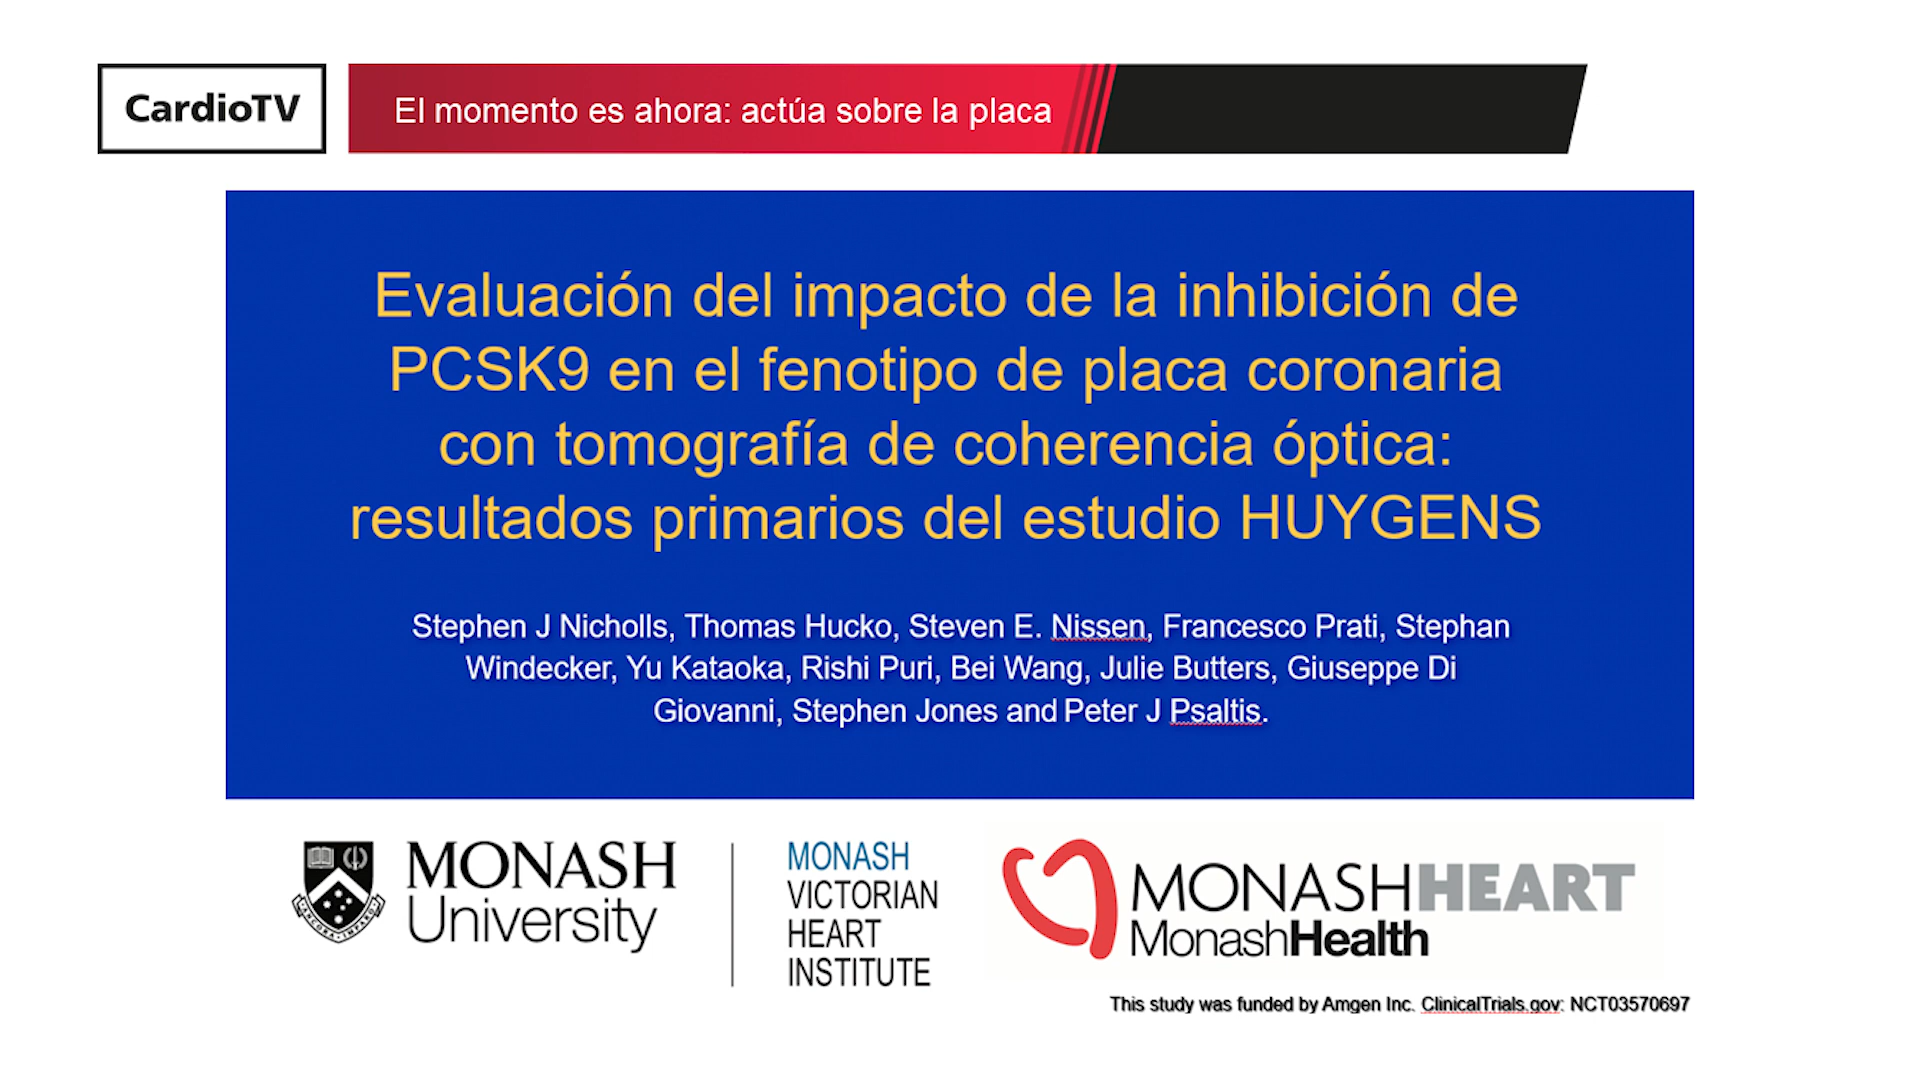 CardioTV
El momento es ahora: actúa sobre la placa
Evaluación del impacto de la inhibición de
PCSK9 en el fenotipo de placa coronaria
con tomografía de coherencia óptica:
resultados primarios del estudio HUYGENS
Stephen J Nicholls, Thomas Hucko, Steven E. Nissen, Francesco Prati, Stephan
Windecker, Yu Kataoka, Rishi Puri, Bei Wang, Julie Butters, Giuseppe Di
Giovanni, Stephen Jones and Peter J Psaltis.
MONASH
University
ANCORA IMPARO
MONASH
VICTORIAN
HEART
INSTITUTE
MONASHHEART
MonashHealth
This study was funded by Amgen Inc. ClinicalTrials.gov: NCT03570697